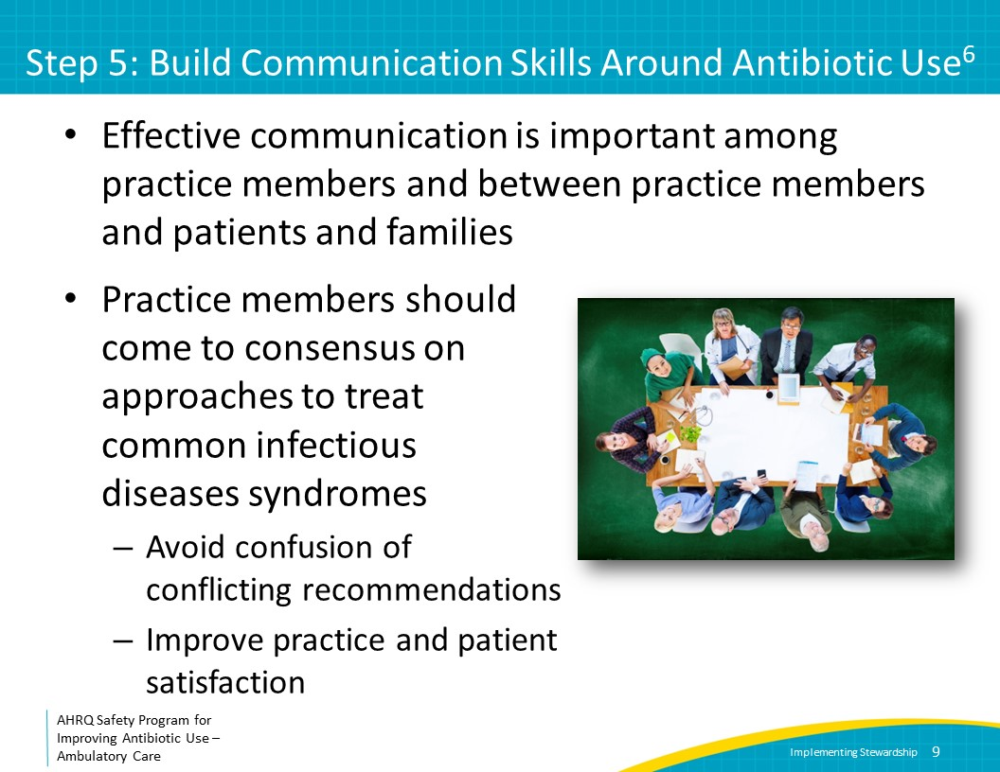 Step 5: Build Communication Skills Around Antibiotic Use⁶
• Effective communication is important among
practice members and between practice members
and patients and families
• Practice members should
come to consensus on
approaches to treat
common infectious
diseases syndromes
– Avoid confusion of
conflicting recommendations
– Improve practice and patient
satisfaction
AHRQ Safety Program for
Improving Antibiotic Use –
Ambulatory Care
Implementing Stewardship 9